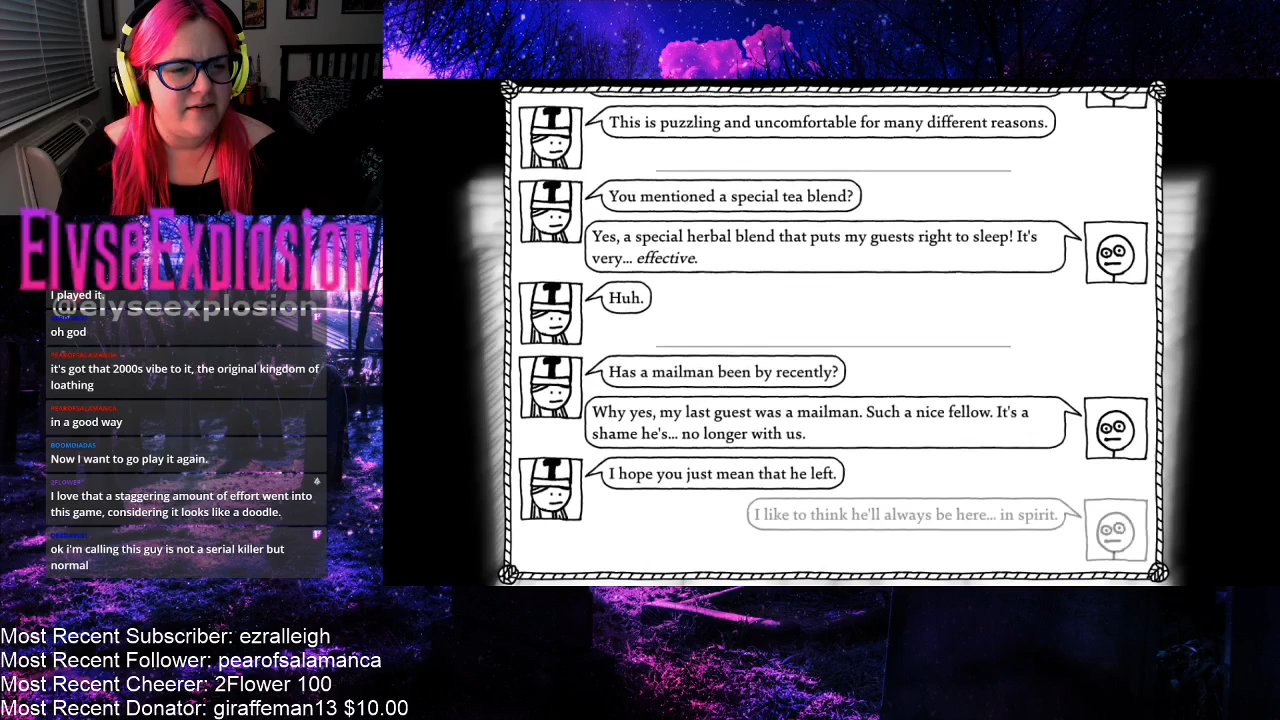 This is puzzling and uncomfortable for many different reasons.
You mentioned a special tea blend?
Yes, a special herbal blend that puts my guests right to sleep! It's
very... effective.
Huh.
Has a mailman been by recently?
Why yes, my last guest was a mailman. Such a nice fellow. It's a
shame he's... no longer with us.
I hope you just mean that he left.
I like to think he'll always be here... in spirit.
ElyseExplosion
@elyseexplosion
I played it.
oh god
PEAROFSALAMANCA
it's got that 2000s vibe to it, the original kingdom of
loathing
PEAROFSALAMANCA
in a good way
BOOMDIADAS
Now I want to go play it again.
2FLOWER
I love that a staggering amount of effort went into
this game, considering it looks like a doodle.
ok i'm calling this guy is not a serial killer but
normal
Most Recent Subscriber: ezralleigh
Most Recent Follower: pearofsalamanca
Most Recent Cheerer: 2Flower 100
Most Recent Donator: giraffeman13 $10.00